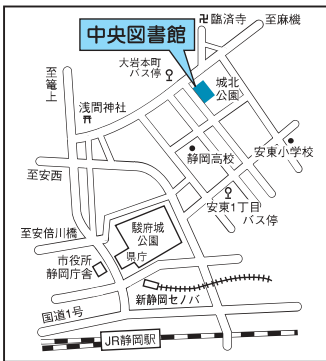 臨済寺
至麻機
中央図書館
至篭上
大岩本町
バス停
城北
公園
浅間神社
静岡高校
安東小学校
至安西
安東1丁目
バス停
至安倍川橋
駿府城
公園
県庁
市役所
静岡庁舎
新静岡セノバ
国道1号
JR静岡駅